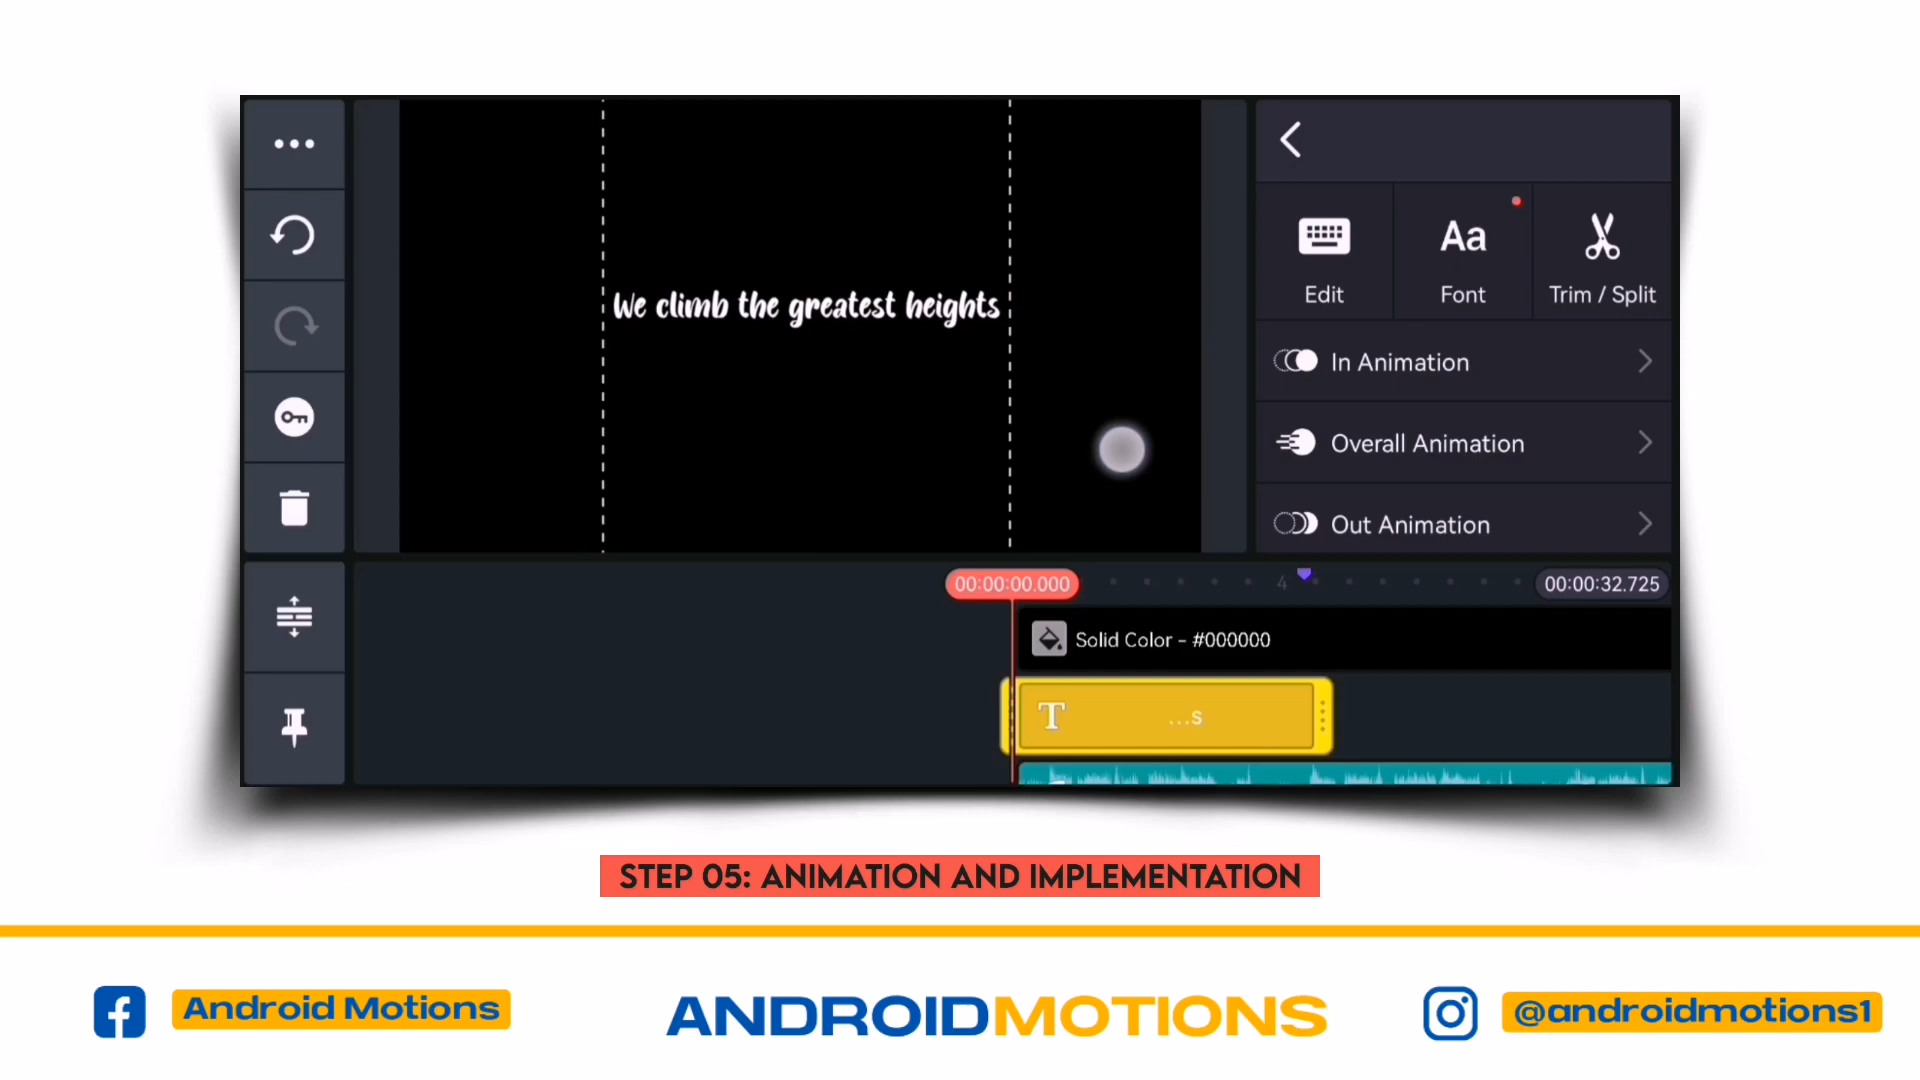 We climb the greatest heights
Edit
Aa
Font
Trim / Split
In Animation
Overall Animation
Out Animation
00:00:00.000
4
00:00:32.725
Solid Color - #000000
T
...s
STEP 05: ANIMATION AND IMPLEMENTATION
Android Motions
ANDROIDMOTIONS
@androidmotions1